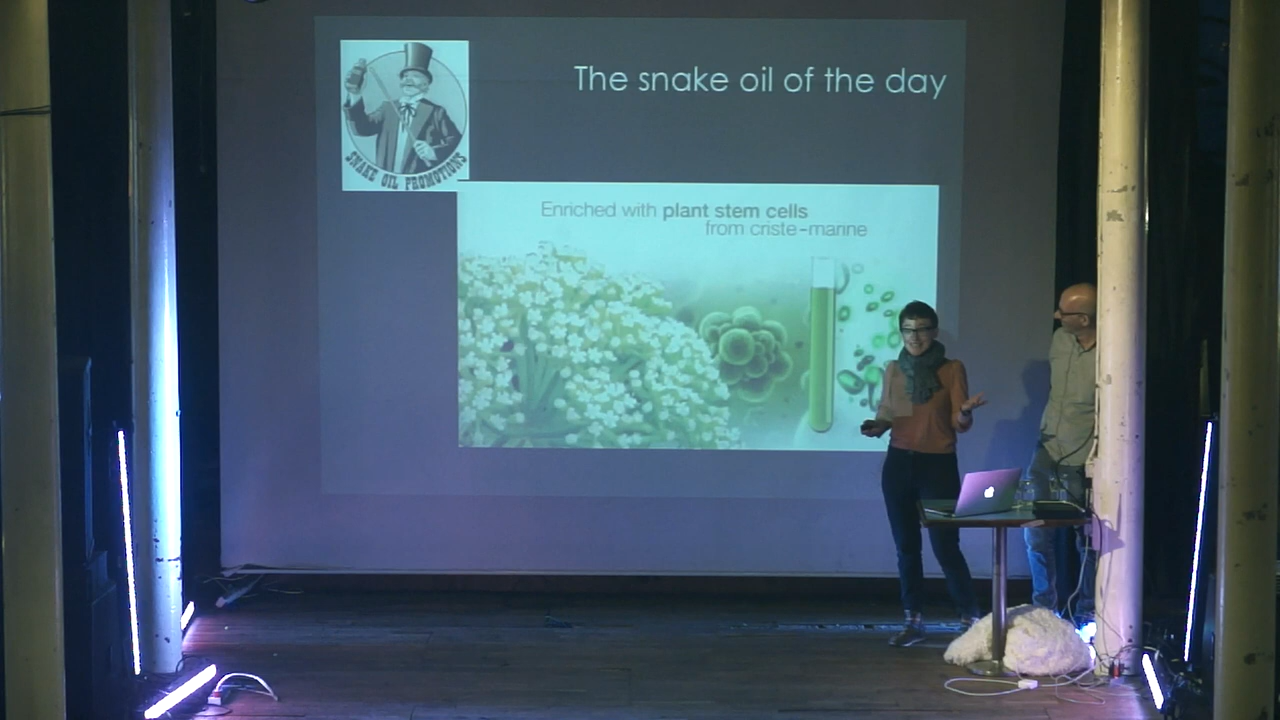 The snake oil of the day
SNAKE OIL PROMOTIONS
Enriched with plant stem cells
from criste-marine